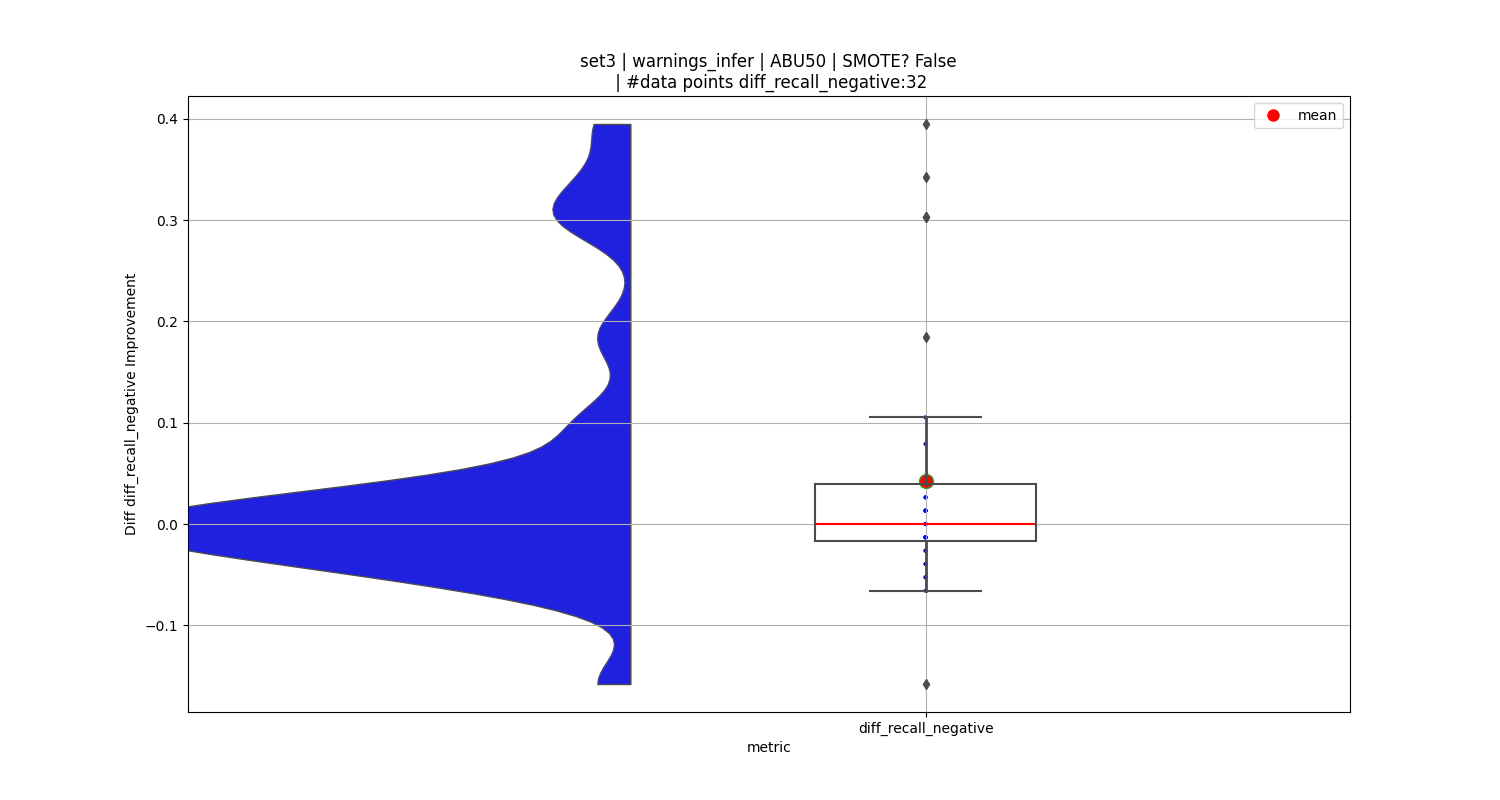 set3 | warnings_infer | ABU50 | SMOTE? False
| #data points diff_recall_negative:32
mean
Diff diff_recall_negative Improvement
0.4
0.3
0.2
0.1
0.0
−0.1
diff_recall_negative
metric